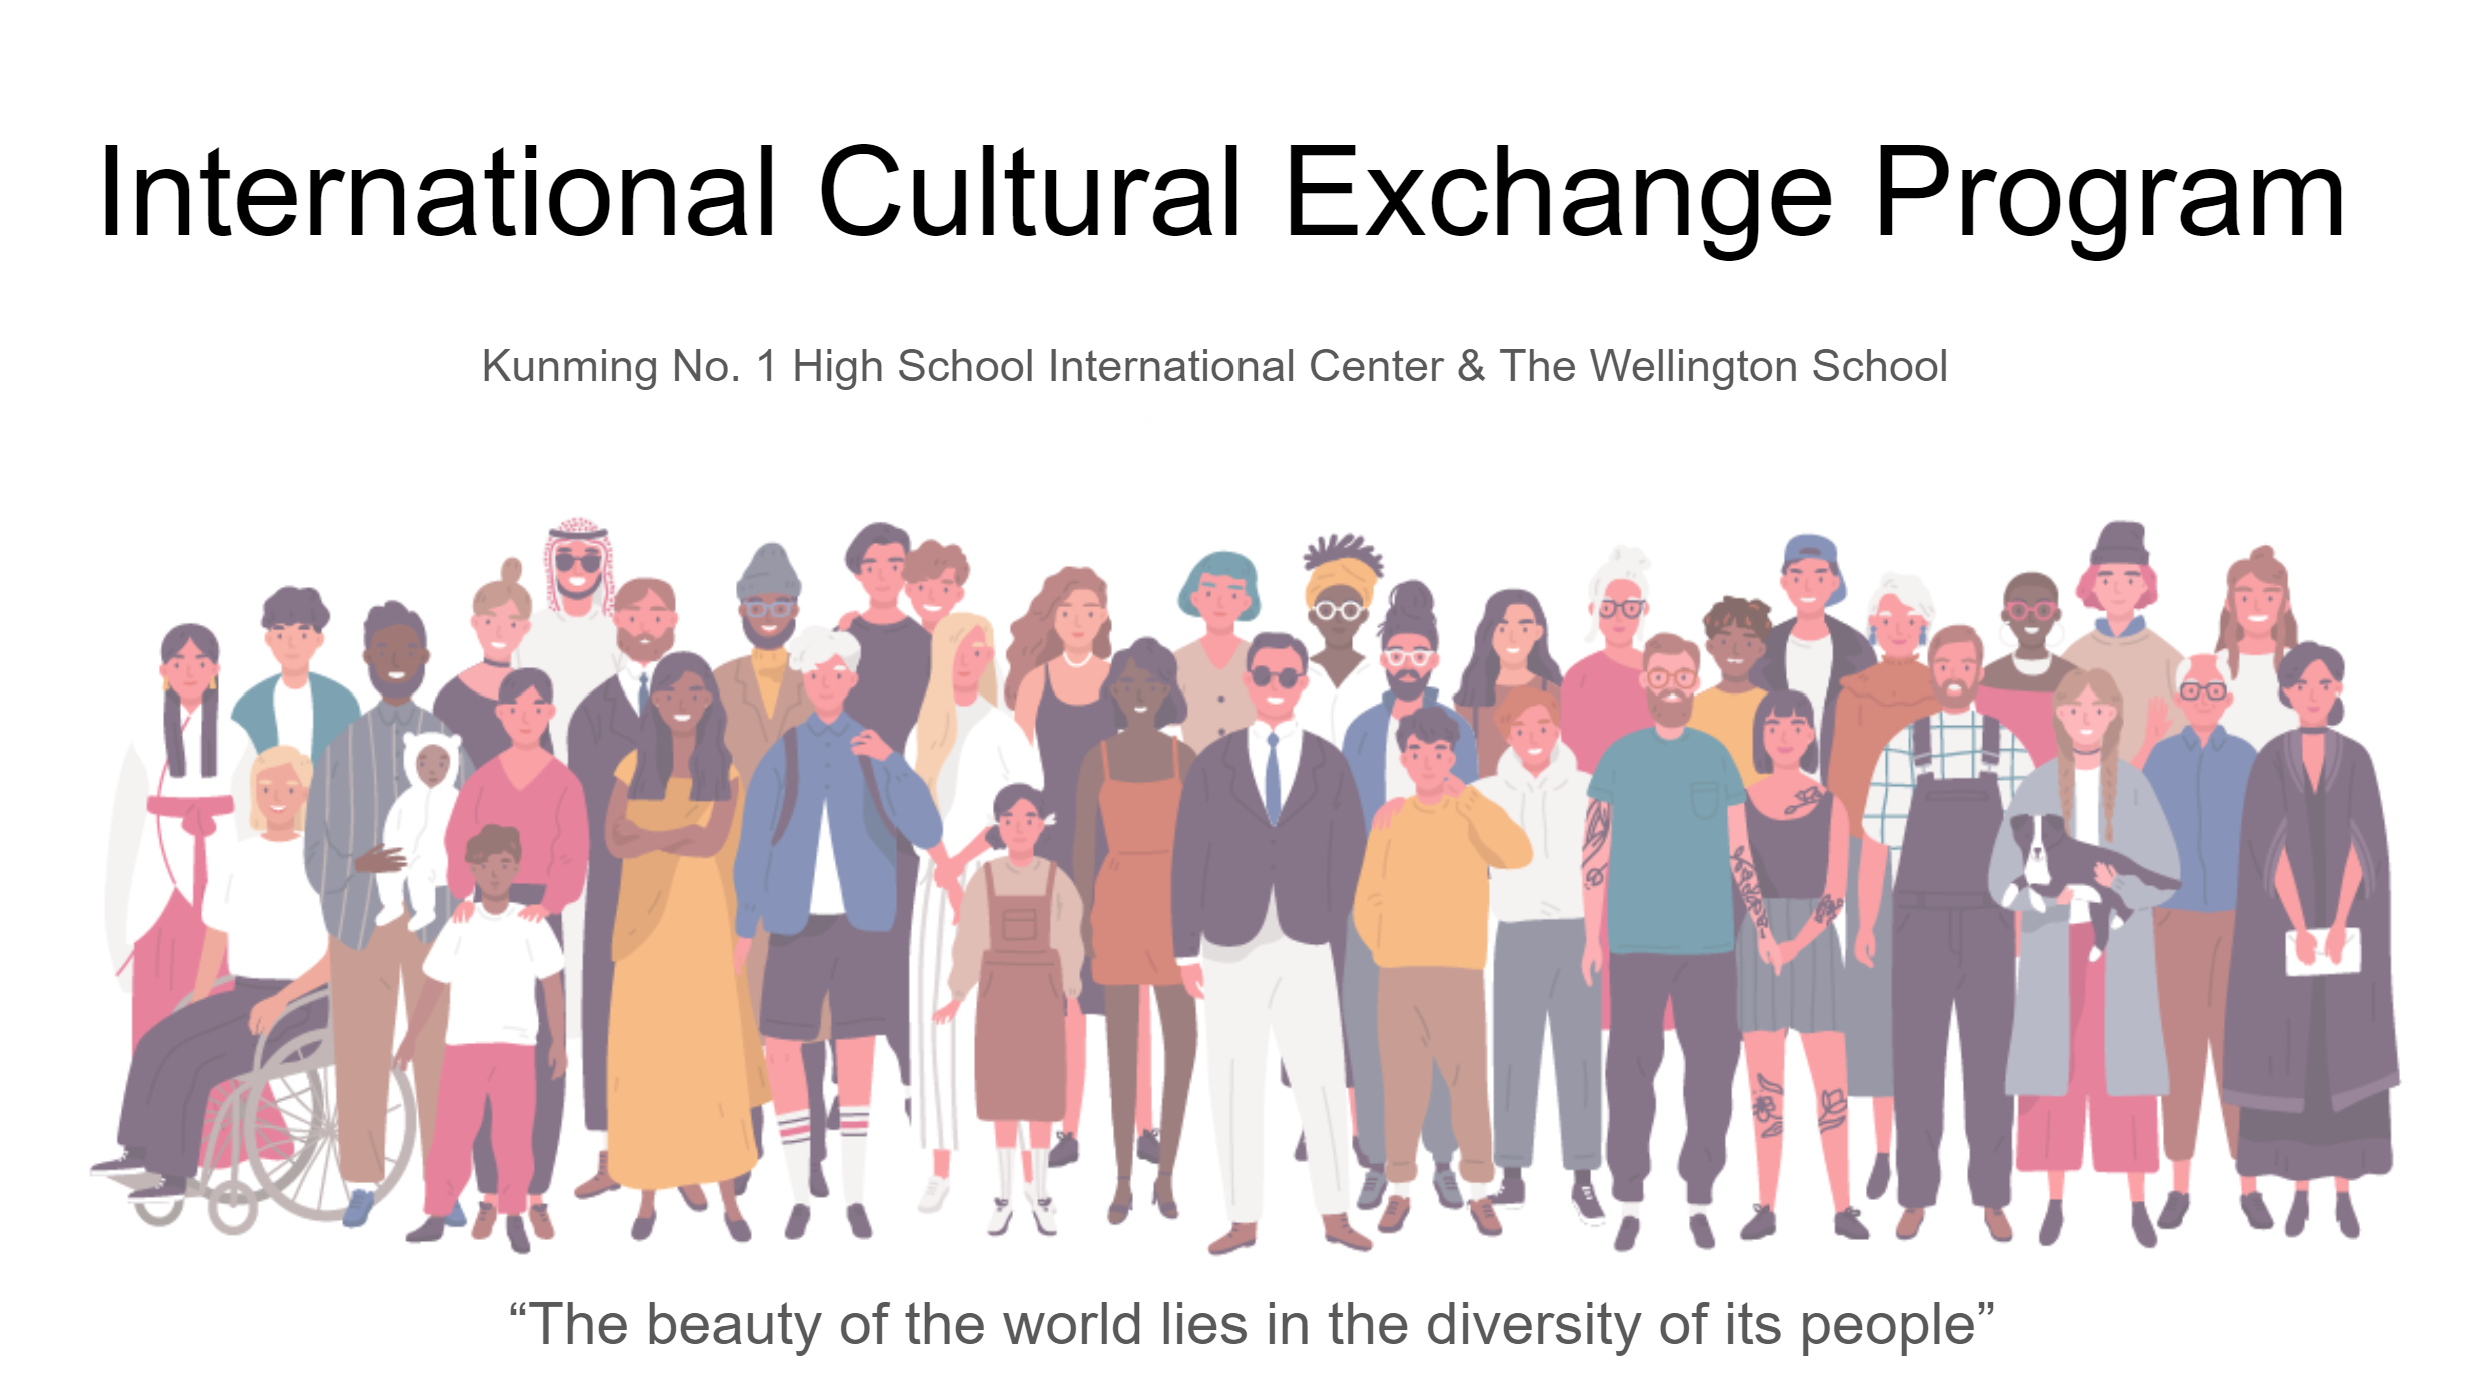 International Cultural Exchange Program
Kunming No. 1 High School International Center & The Wellington School
“The beauty of the world lies in the diversity of its people”